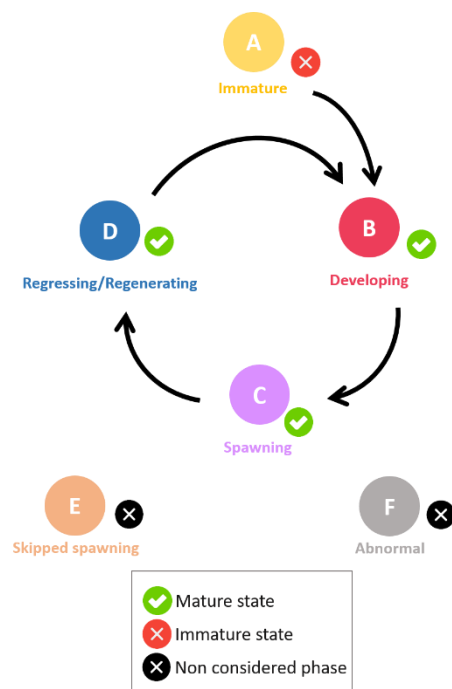 A
Immature
D
B
Regressing/Regenerating
Developing
C
Spawning
E
F
Skipped spawning
Abnormal
Mature state
Immature state
Non considered phase